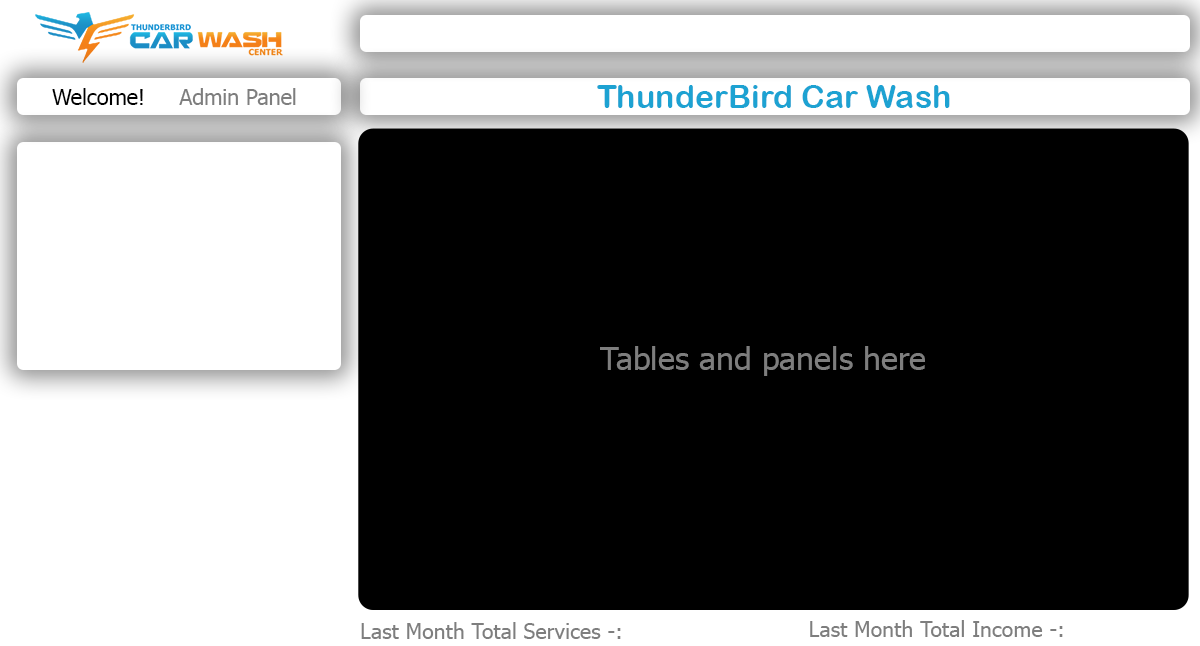 THUNDERBIRD
CAR WASH
CENTER
Welcome! Admin Panel
ThunderBird Car Wash
Tables and panels here
Last Month Total Services -:
Last Month Total Income -: